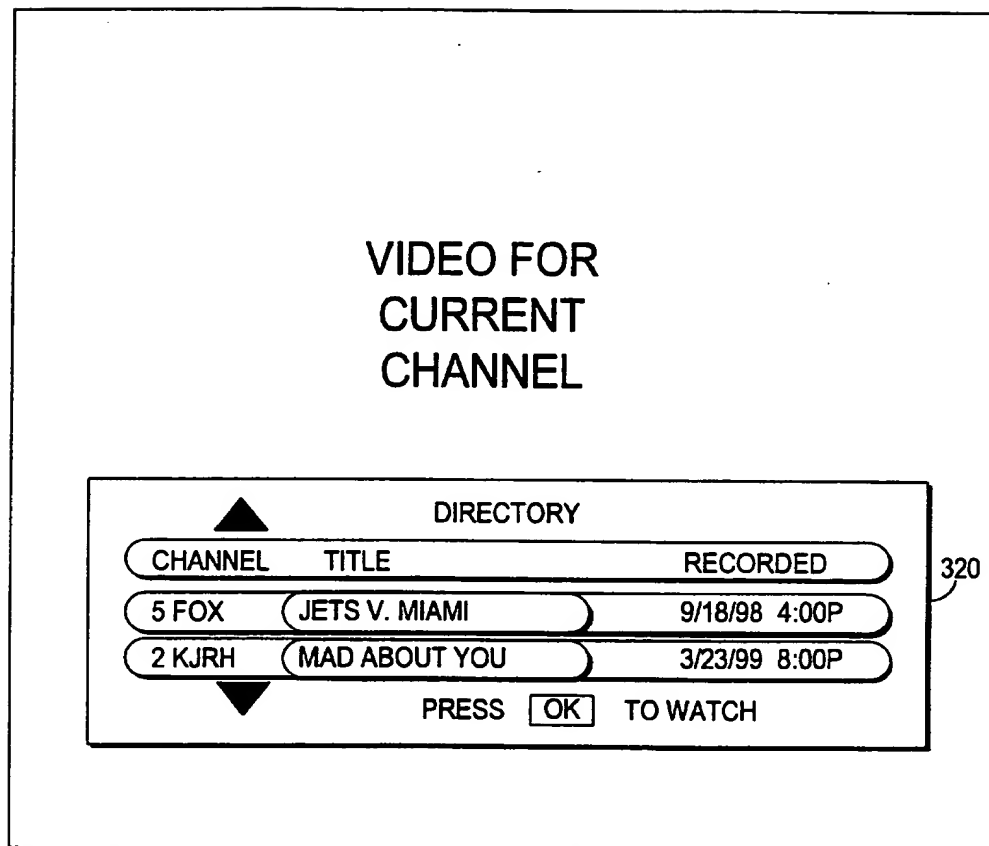 VIDEO FOR
CURRENT
CHANNEL
DIRECTORY
CHANNEL TITLE RECORDED
320
5 FOX JETS V. MIAMI 9/18/98 4:00P
2 KJRH MAD ABOUT YOU 3/23/99 8:00P
PRESS OK TO WATCH